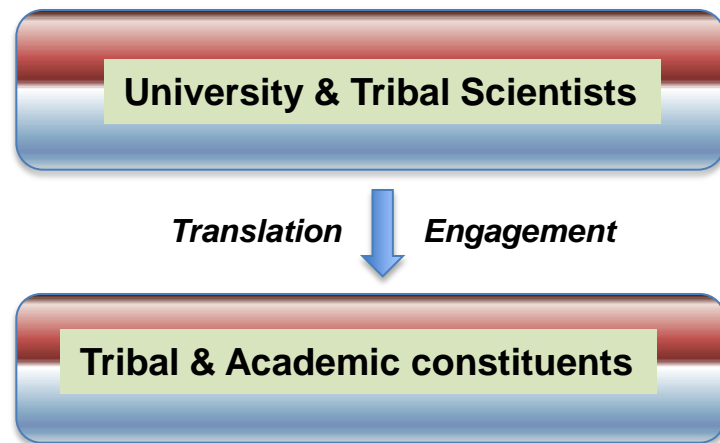 University & Tribal Scientists
Translation Engagement
Tribal & Academic constituents